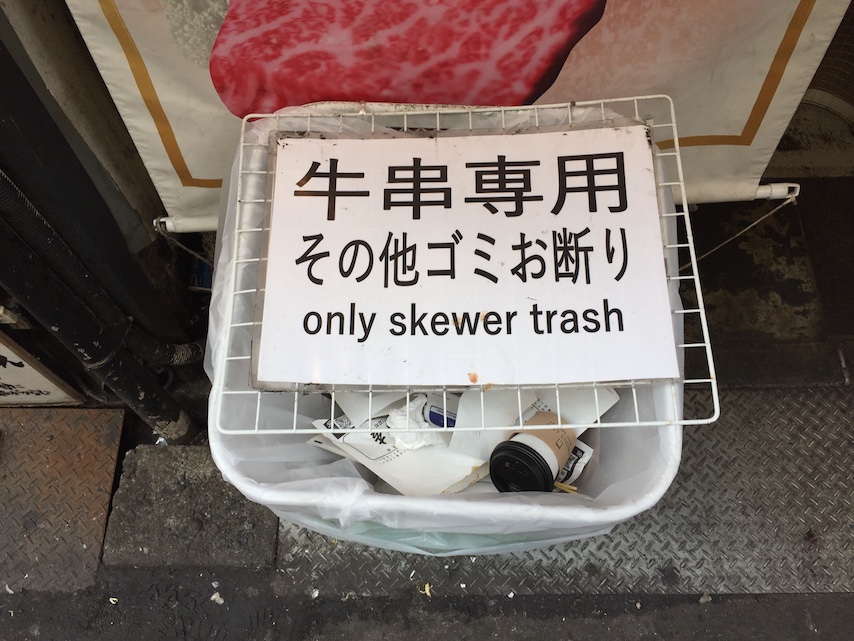 牛串専用
その他ゴミお断り
only skewer trash